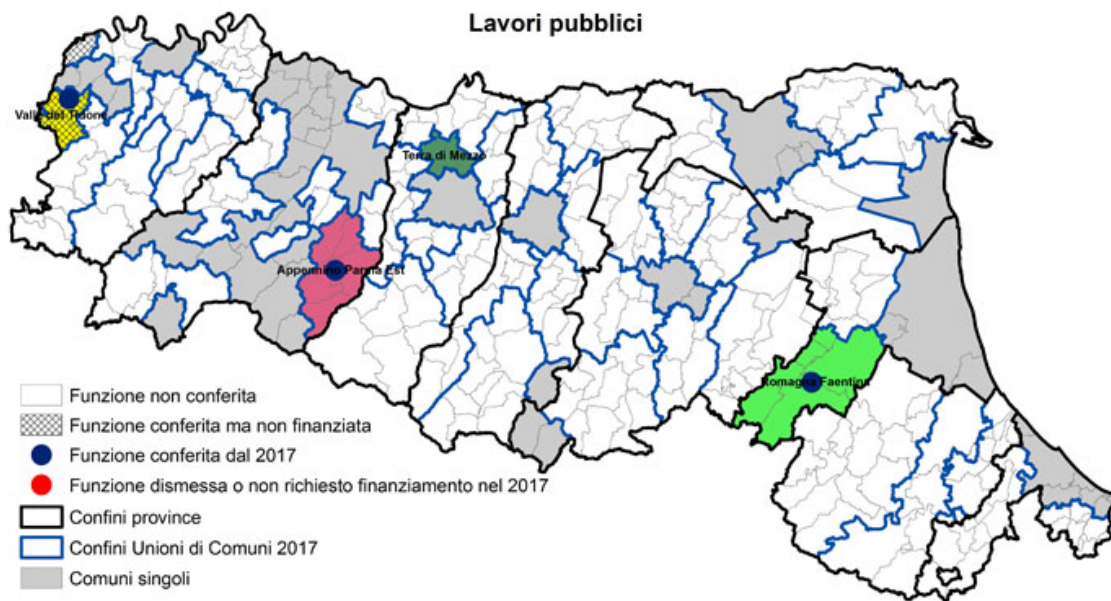 Lavori pubblici
Valle del Tidone
Terra di Mezzo
Appennino Parma Est
Romagna Faentina
Funzione non conferita
Funzione conferita ma non finanziata
Funzione conferita dal 2017
Funzione dismessa o non richiesto finanziamento nel 2017
Confini province
Confini Unioni di Comuni 2017
Comuni singoli